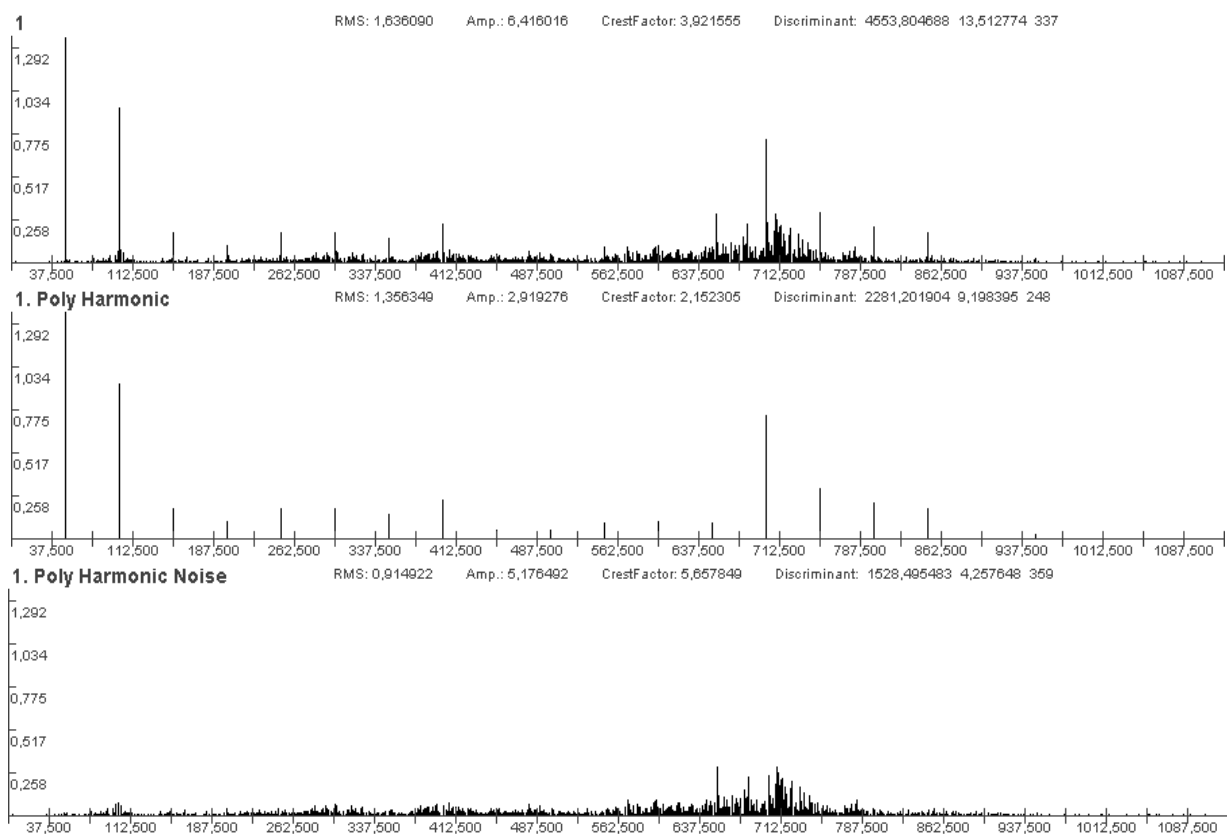 1 RMS: 1,636090 Amp.: 6,416016 CrestFactor: 3,921555 Discriminant: 4553,804688 13,512774 337
1,292
1,034
0,775
0,517
0,258
37,500 112,500 187,500 262,500 337,500 412,500 487,500 562,500 637,500 712,500 787,500 862,500 937,500 1012,500 1087,500
1. Poly Harmonic RMS: 1,356349 Amp.: 2,919276 CrestFactor: 2,152305 Discriminant: 2281,201904 9,198395 248
1,292
1,034
0,775
0,517
0,258
37,500 112,500 187,500 262,500 337,500 412,500 487,500 562,500 637,500 712,500 787,500 862,500 937,500 1012,500 1087,500
1. Poly Harmonic Noise RMS: 0,914922 Amp.: 5,176492 CrestFactor: 5,657849 Discriminant: 1528,495483 4,257648 359
1,292
1,034
0,775
0,517
0,258
37,500 112,500 187,500 262,500 337,500 412,500 487,500 562,500 637,500 712,500 787,500 862,500 937,500 1012,500 1087,500